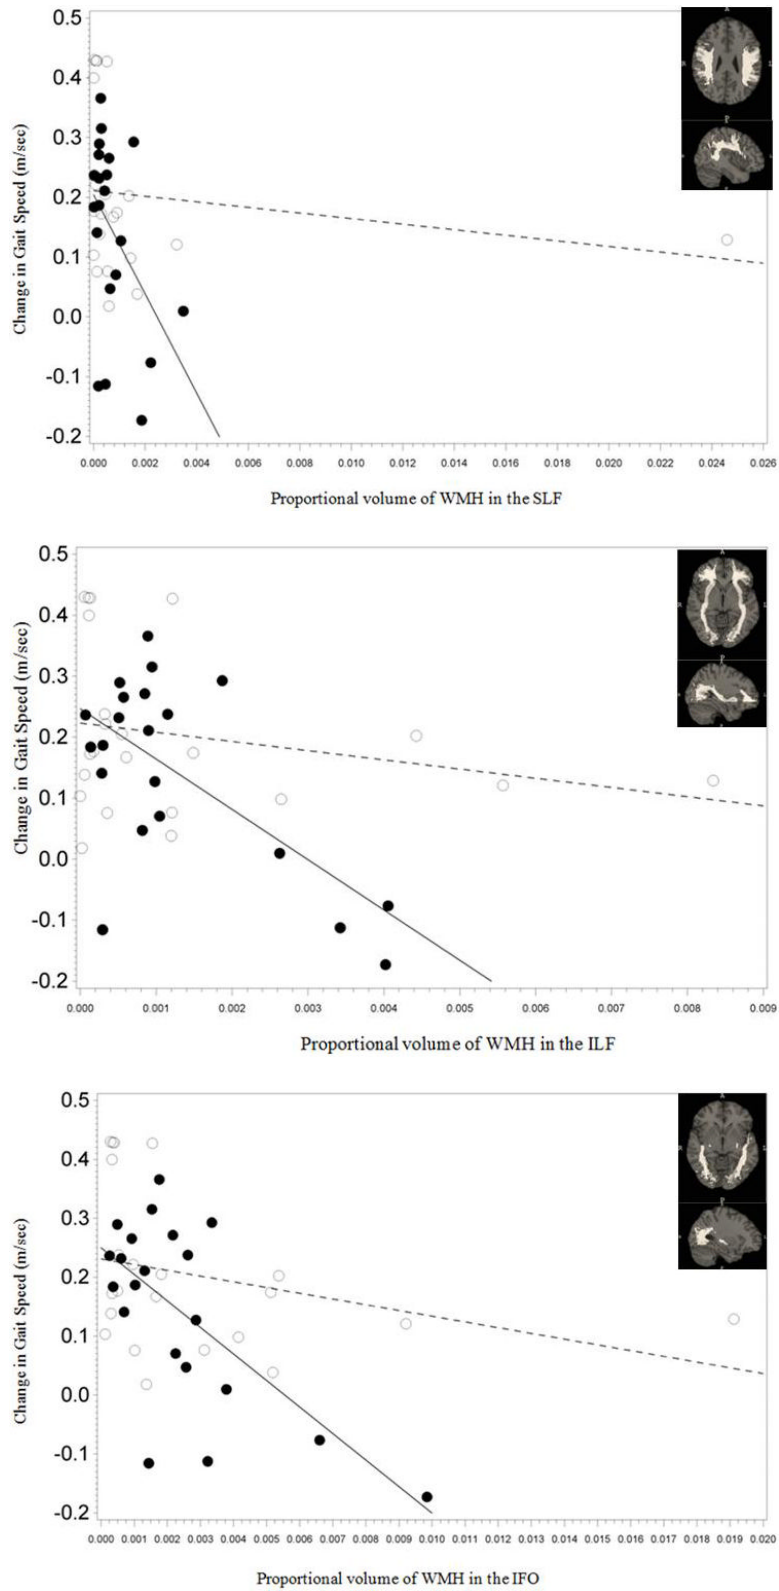 0.5
0.4
0.3
0.2
0.1
0.0
-0.1
-0.2
Change in Gait Speed (m/sec)
A
R
L
P
0.000 0.002 0.004 0.006 0.008 0.010 0.012 0.014 0.016 0.018 0.020 0.022 0.024 0.026
Proportional volume of WMH in the SLF
0.5
0.4
0.3
0.2
0.1
0.0
-0.1
-0.2
Change in Gait Speed (m/sec)
A
R
L
P
0.000 0.001 0.002 0.003 0.004 0.005 0.006 0.007 0.008 0.009
Proportional volume of WMH in the ILF
0.5
0.4
0.3
0.2
0.1
0.0
-0.1
-0.2
Change in Gait Speed (m/sec)
A
R
L
P
0.000 0.001 0.002 0.003 0.004 0.005 0.006 0.007 0.008 0.009 0.010 0.011 0.012 0.013 0.014 0.015 0.016 0.017 0.018 0.019 0.020
Proportional volume of WMH in the IFO